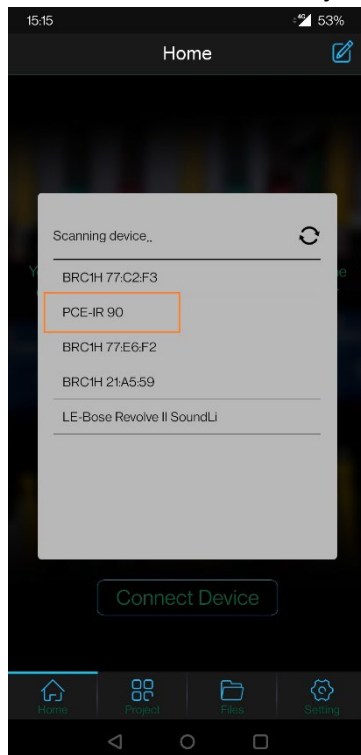 15:15
4G 53%
Home
Scanning device..
BRC1H 77:C2:F3
PCE-IR 90
BRC1H 77:E6:F2
BRC1H 21:A5:59
LE-Bose Revolve II SoundLi
Connect Device
Home Project Files Setting